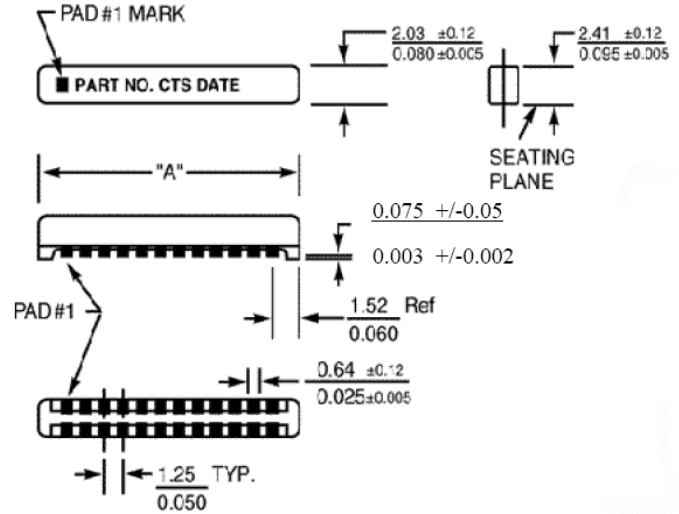 PAD #1 MARK
2.03 ±0.12
0.080 ±0.005
2.41 ±0.12
0.095 ±0.005
PART NO. CTS DATE
SEATING
PLANE
"A"
0.075 +/-0.05
0.003 +/-0.002
PAD #1
1.52 Ref
0.060
0.64 ±0.12
0.025±0.005
1.25 TYP.
0.050